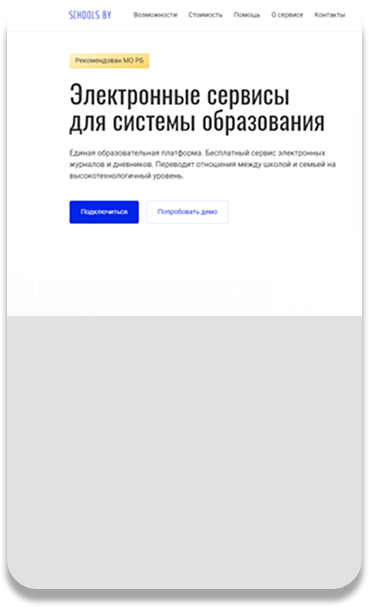 SCHOOLS BY Возможности Стоимость Помощь О сервисе Контакты
Рекомендован МО РБ
Электронные сервисы
для системы образования
Единая образовательная платформа. Бесплатный сервис электронных
журналов и дневников. Переводит отношения между школой и семьей на
высокотехнологичный уровень.
Подключиться Попробовать демо